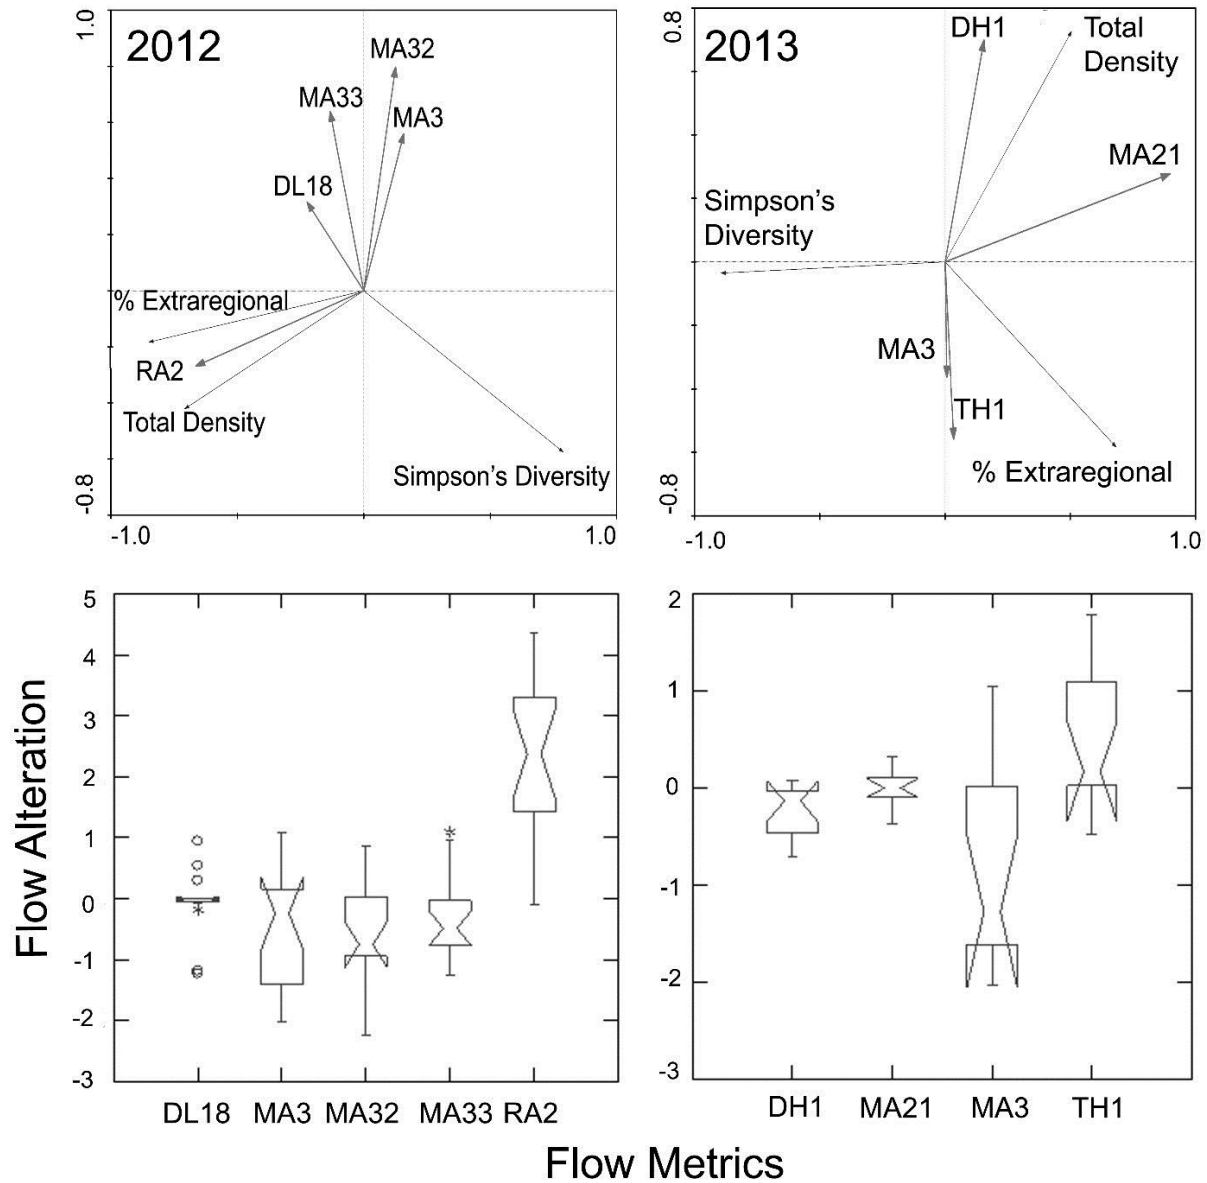 1.0
2012
MA32
MA33
MA3
DL18
% Extraregional
RA2
Total Density
Simpson's Diversity
-0.8
-1.0
1.0
0.8
2013
DH1
Total
Density
MA21
Simpson's
Diversity
MA3
TH1
% Extraregional
-0.8
-1.0
1.0
Flow Alteration
5
4
3
2
1
0
-1
-2
-3
DL18
MA3
MA32
MA33
RA2
2
1
0
-1
-2
-3
DH1
MA21
MA3
TH1
Flow Metrics